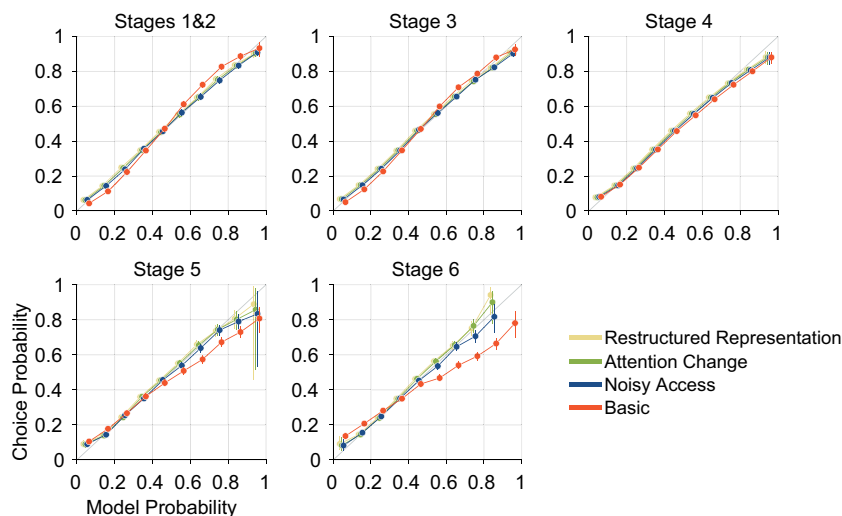 Stages 1&2
Stage 3
Stage 4
1
0.8
0.6
0.4
0.2
0
0 0.2 0.4 0.6 0.8 1
1
0.8
0.6
0.4
0.2
0
0 0.2 0.4 0.6 0.8 1
1
0.8
0.6
0.4
0.2
0
0 0.2 0.4 0.6 0.8 1
Stage 5
Stage 6
Choice Probability
1
0.8
0.6
0.4
0.2
0
0 0.2 0.4 0.6 0.8 1
Model Probability
1
0.8
0.6
0.4
0.2
0
0 0.2 0.4 0.6 0.8 1
Restructured Representation
Attention Change
Noisy Access
Basic